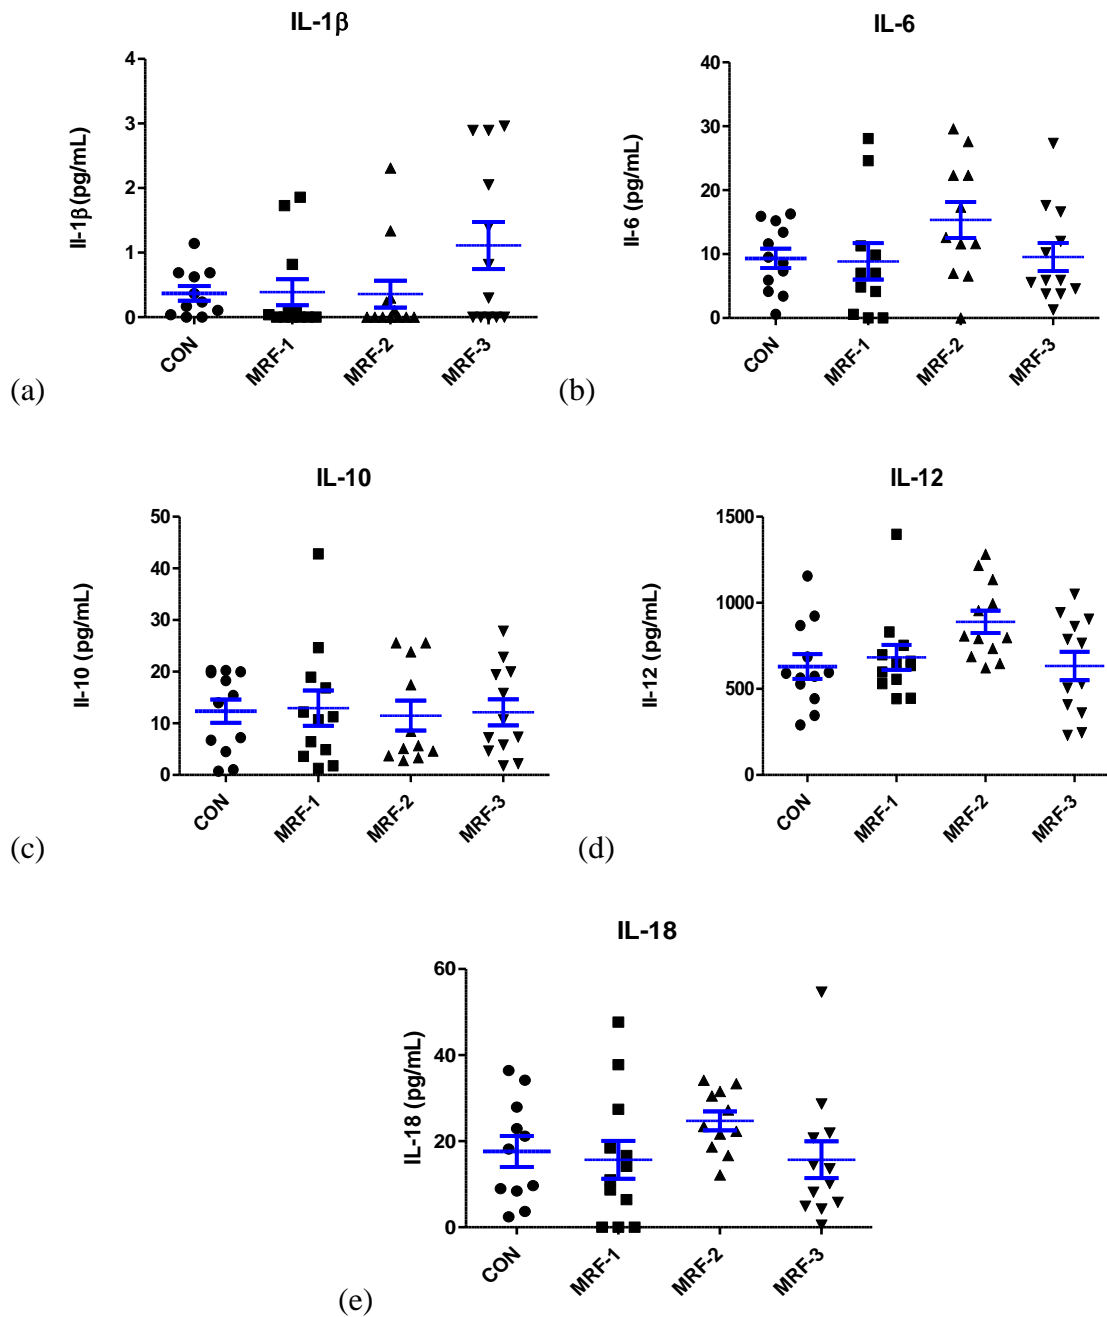 IL-1β
Il-1β (pg/mL)
4
3
2
1
0
CON
MRF-1
MRF-2
MRF-3
(a)
IL-6
Il-6 (pg/mL)
40
30
20
10
0
CON
MRF-1
MRF-2
MRF-3
(b)
IL-10
Il-10 (pg/mL)
50
40
30
20
10
0
CON
MRF-1
MRF-2
MRF-3
(c)
IL-12
Il-12 (pg/mL)
1500
1000
500
0
CON
MRF-1
MRF-2
MRF-3
(d)
IL-18
IL-18 (pg/mL)
60
40
20
0
CON
MRF-1
MRF-2
MRF-3
(e)